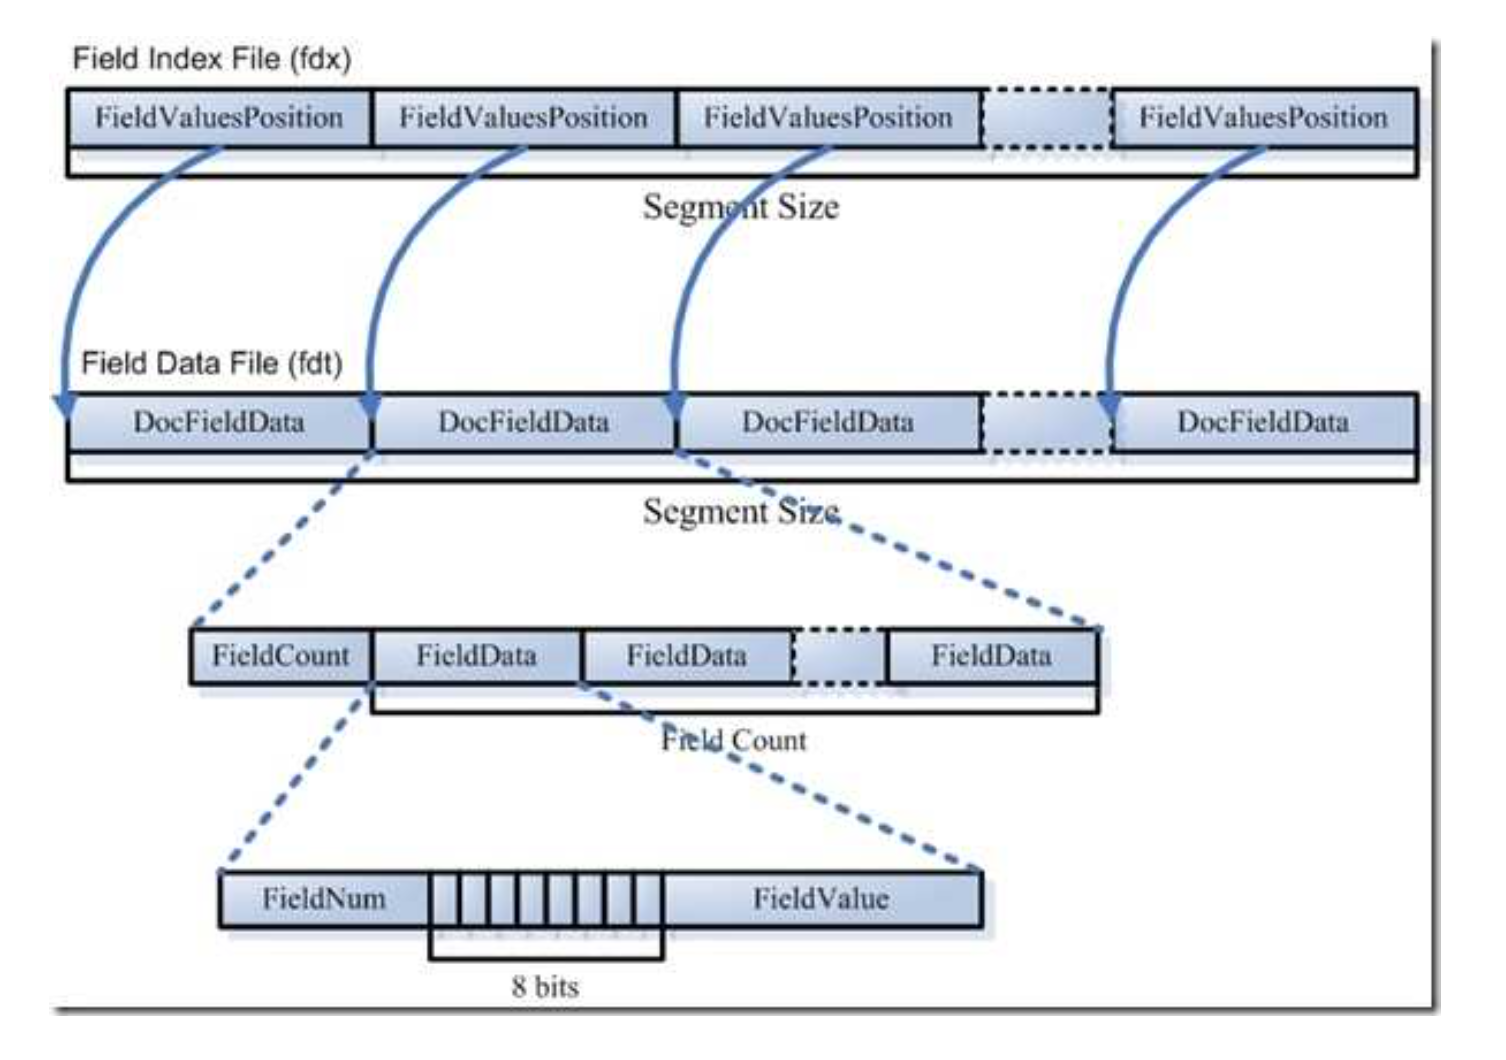 Field Index File (fdx)
FieldValuesPosition FieldValuesPosition FieldValuesPosition FieldValuesPosition
Segment Size
Field Data File (fdt)
DocFieldData DocFieldData DocFieldData DocFieldData
Segment Size
FieldCount FieldData FieldData FieldData
Field Count
FieldNum FieldValue
8 bits